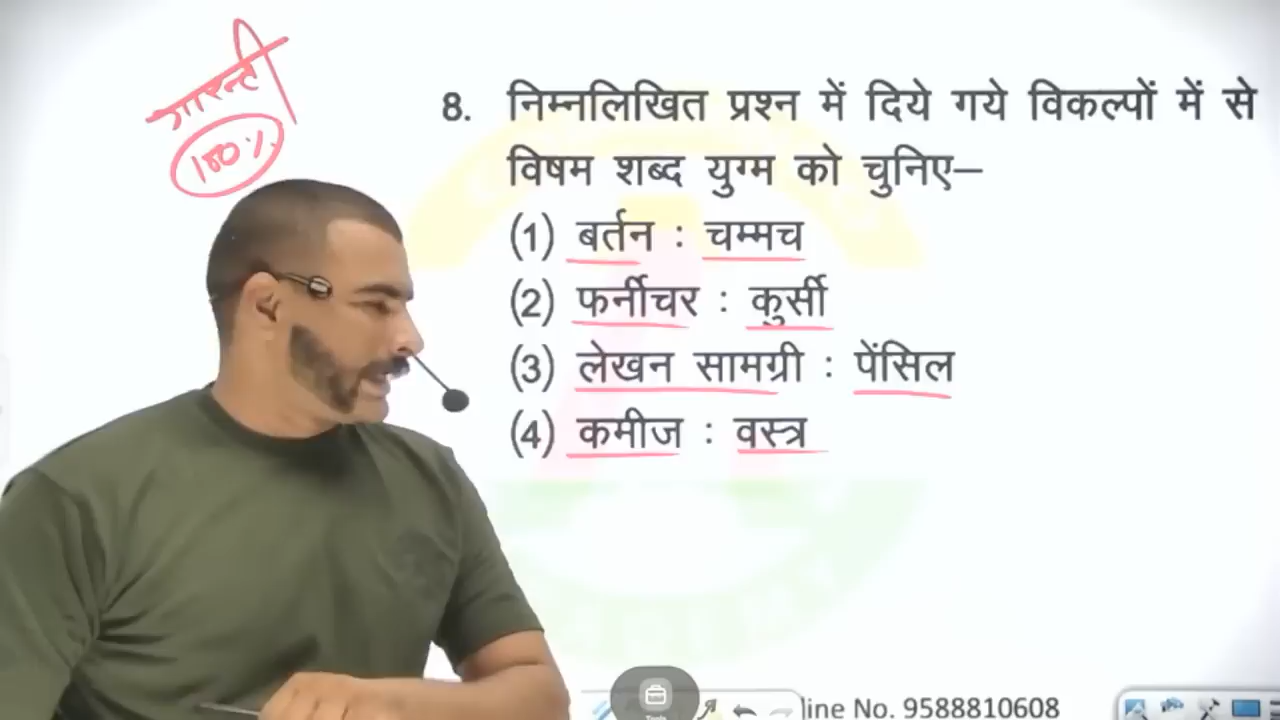 गारन्टी
100%
8. निम्नलिखित प्रश्न में दिये गये विकल्पों में से
विषम शब्द युग्म को चुनिए–
(1) बर्तन : चम्मच
(2) फर्नीचर : कुर्सी
(3) लेखन सामग्री : पेंसिल
(4) कमीज : वस्त्र
line No. 9588810608